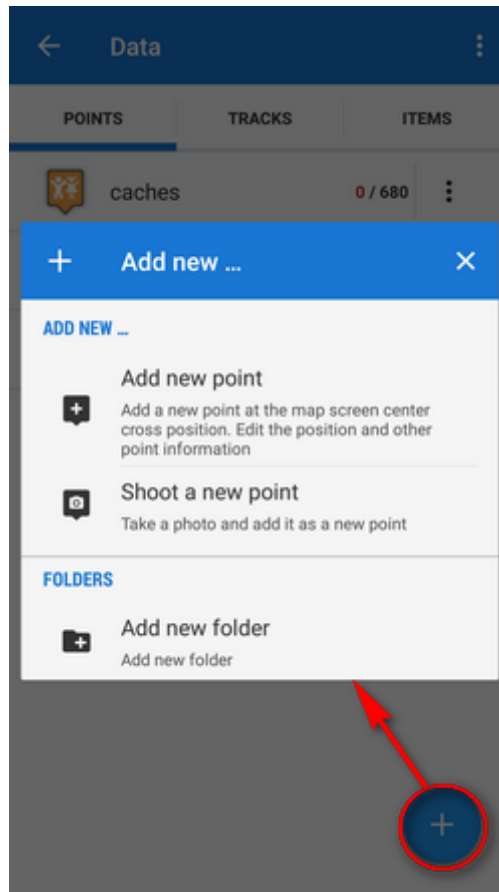 Data
POINTS TRACKS ITEMS
caches 0 / 680
Add new ...
ADD NEW ...
Add new point
Add a new point at the map screen center
cross position. Edit the position and other
point information
Shoot a new point
Take a photo and add it as a new point
FOLDERS
Add new folder
Add new folder